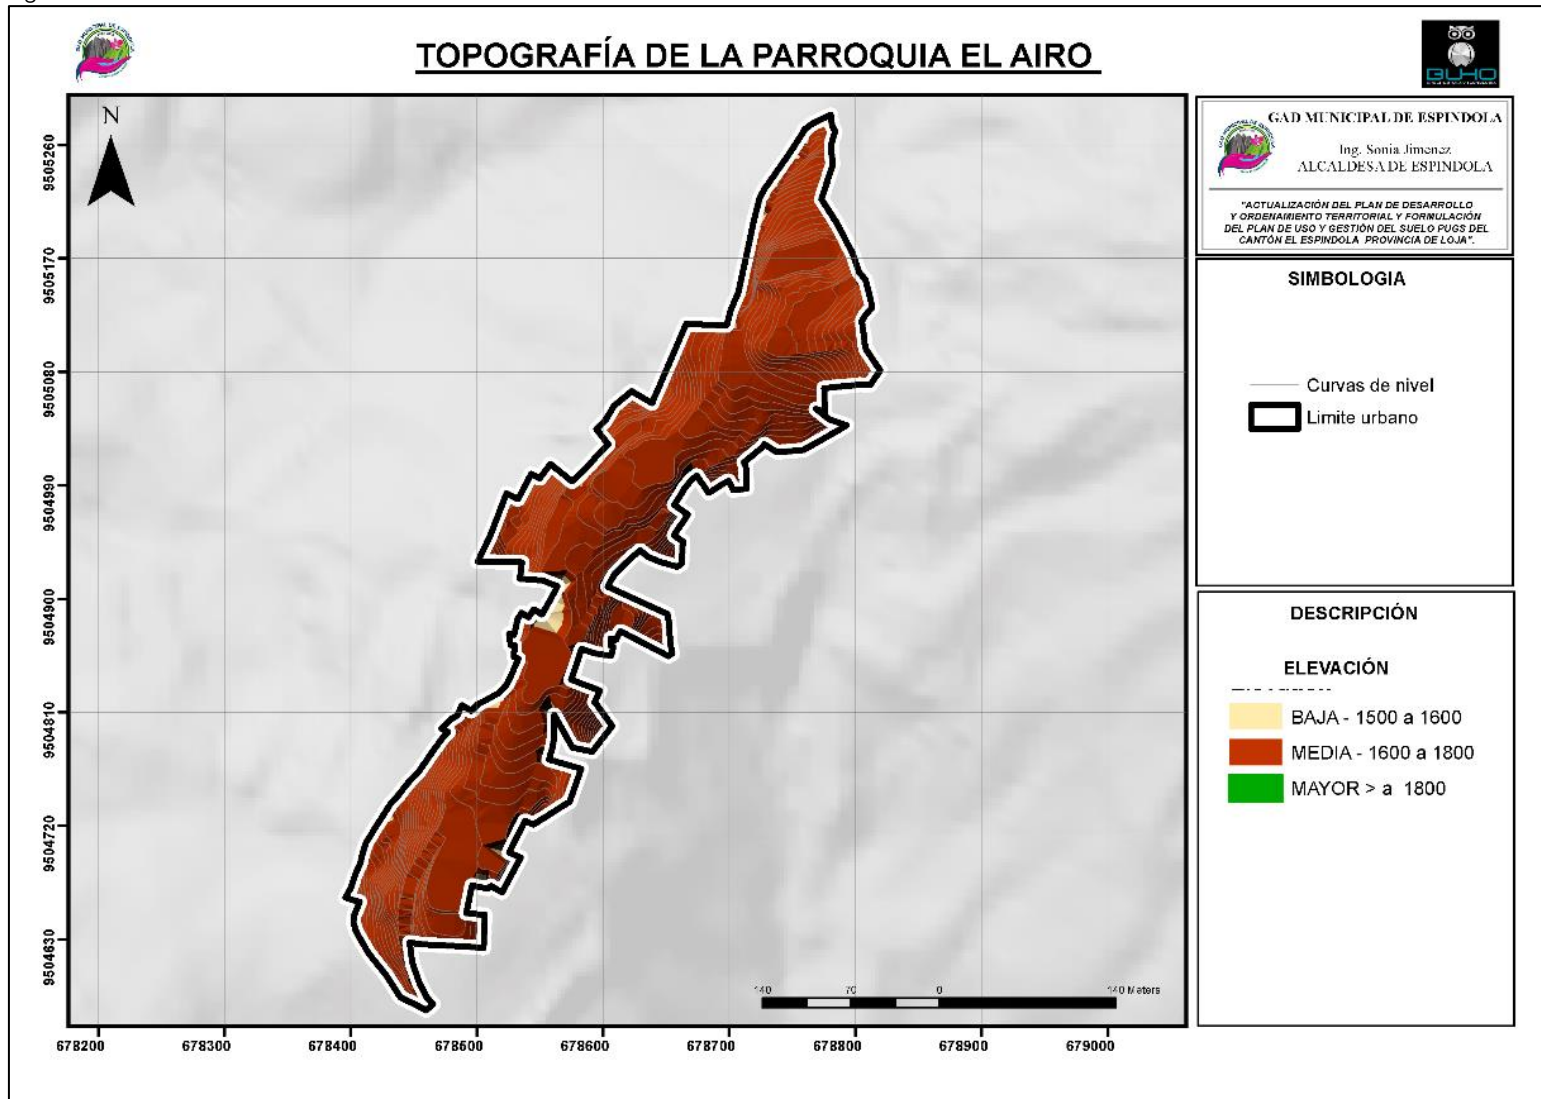 TOPOGRAFÍA DE LA PARROQUIA EL AIRO
BUHO
N
9505260
9505170
9505080
9504990
9504900
9504810
9504720
9504630
678200
678300
678400
678500
678600
678700
678800
678900
679000
140
70
0
140 Meters
GAD MUNICIPAL DE ESPINDOLA
Ing. Sonia Jimenez
ALCALDESA DE ESPINDOLA
"ACTUALIZACIÓN DEL PLAN DE DESARROLLO
Y ORDENAMIENTO TERRITORIAL Y FORMULACIÓN
DEL PLAN DE USO Y GESTIÓN DEL SUELO PUGS DEL
CANTÓN EL ESPINDOLA PROVINCIA DE LOJA".
SIMBOLOGIA
Curvas de nivel
Limite urbano
DESCRIPCIÓN
ELEVACIÓN
BAJA - 1500 a 1600
MEDIA - 1600 a 1800
MAYOR > a 1800